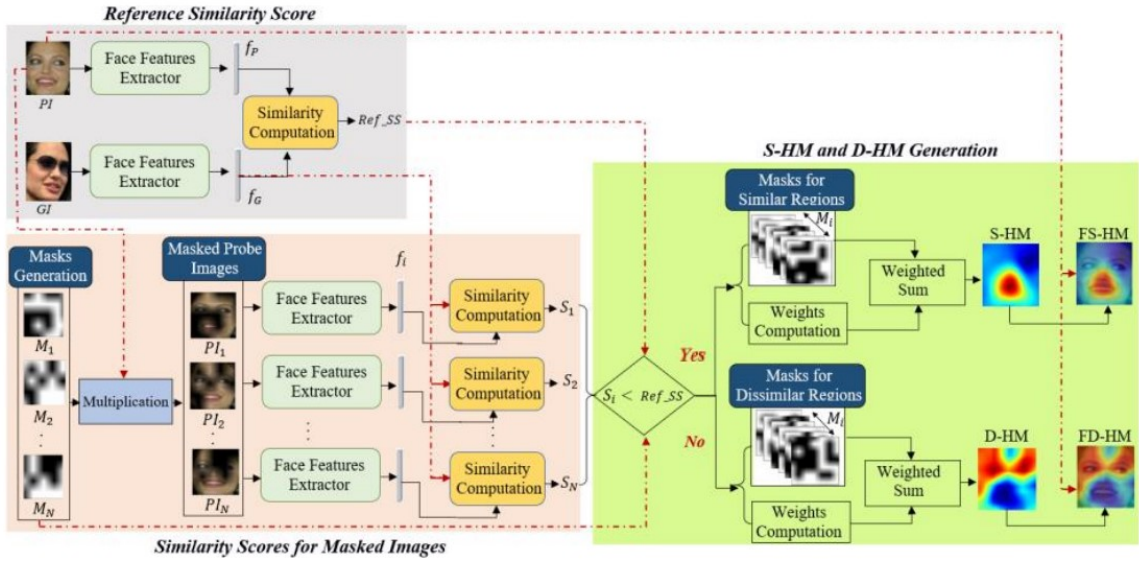 Reference Similarity Score
PI
Face Features
Extractor
f_P
Similarity
Computation
Ref_SS
GI
Face Features
Extractor
f_G
Masks
Generation
M_1
M_2
⋮
M_N
Multiplication
Masked Probe
Images
PI_1
PI_2
⋮
PI_N
Face Features
Extractor
Face Features
Extractor
⋮
Face Features
Extractor
f_i
Similarity
Computation
Similarity
Computation
⋮
Similarity
Computation
S_1
S_2
⋮
S_N
Similarity Scores for Masked Images
S_i < Ref_SS
Yes
No
S-HM and D-HM Generation
Masks for
Similar Regions
M_i
Weights
Computation
Weighted
Sum
S-HM
FS-HM
Masks for
Dissimilar Regions
M_i
Weights
Computation
Weighted
Sum
D-HM
FD-HM